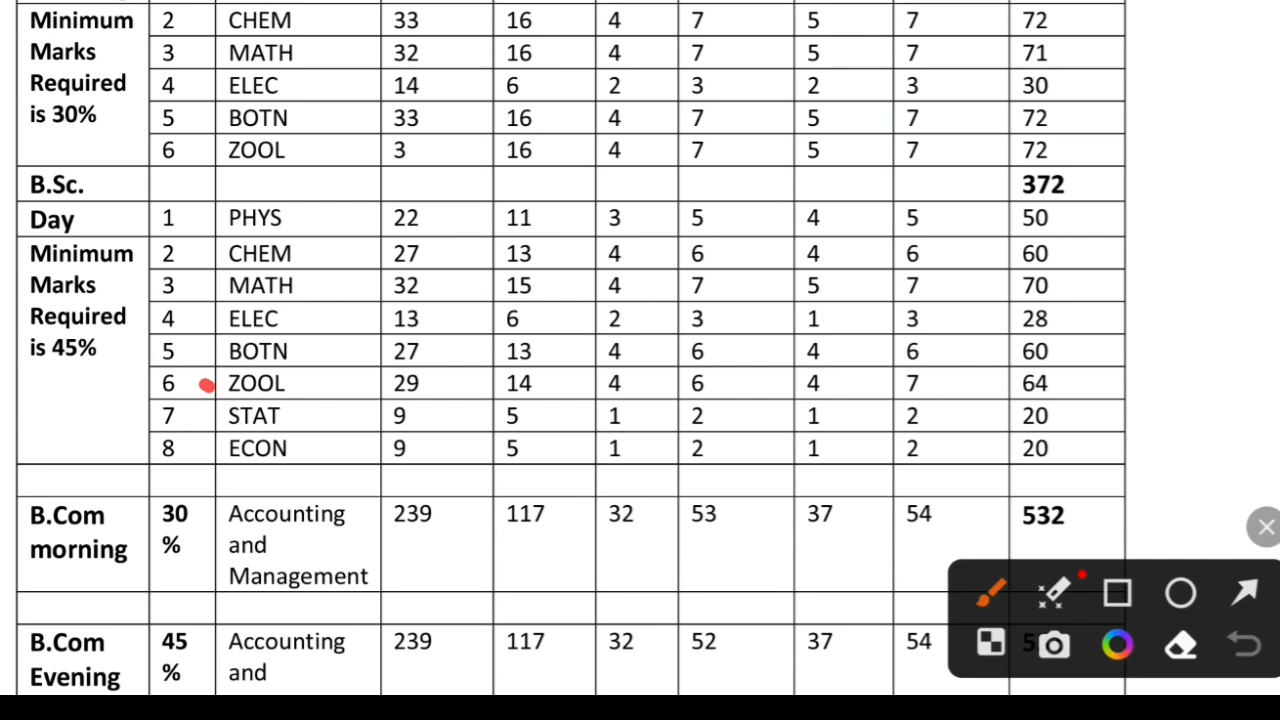 Minimum 2 CHEM 33 16 4 7 5 7 72
Marks 3 MATH 32 16 4 7 5 7 71
Required 4 ELEC 14 6 2 3 2 3 30
is 30% 5 BOTN 33 16 4 7 5 7 72
6 ZOOL 3 16 4 7 5 7 72
B.Sc. 372
Day 1 PHYS 22 11 3 5 4 5 50
Minimum 2 CHEM 27 13 4 6 4 6 60
Marks 3 MATH 32 15 4 7 5 7 70
Required 4 ELEC 13 6 2 3 1 3 28
is 45% 5 BOTN 27 13 4 6 4 6 60
6 ZOOL 29 14 4 6 4 7 64
7 STAT 9 5 1 2 1 2 20
8 ECON 9 5 1 2 1 2 20
B.Com 30 Accounting 239 117 32 53 37 54 532
morning % and
Management
B.Com 45 Accounting 239 117 32 52 37 54
Evening % and